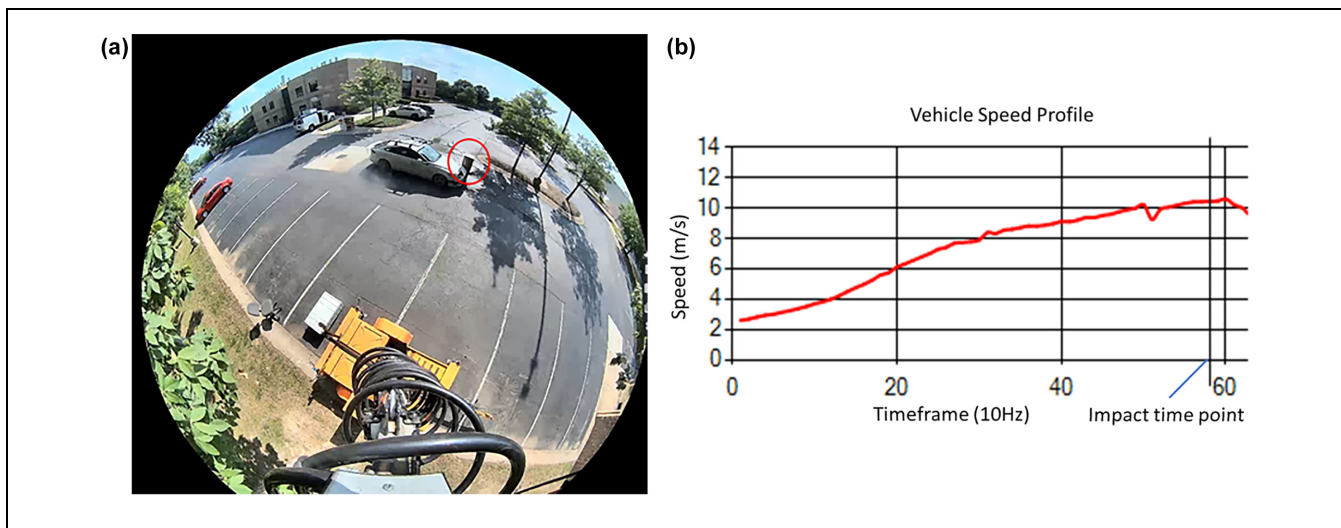 (a)
(b)
Vehicle Speed Profile
14
12
10
8
6
4
2
0
Speed (m/s)
0
20
40
60
Timeframe (10Hz)
Impact time point